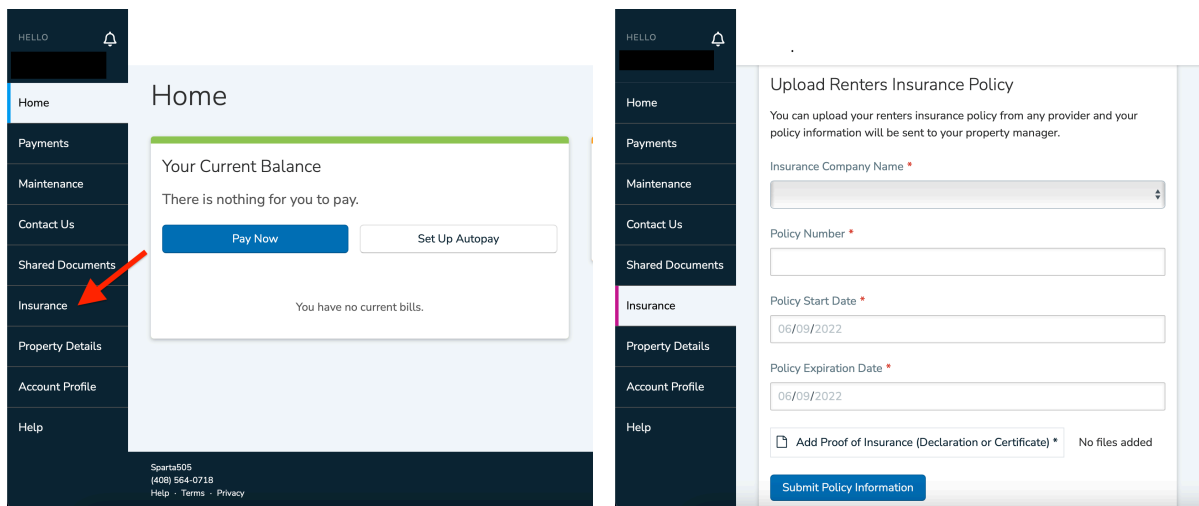 HELLO
Home
Payments
Maintenance
Contact Us
Shared Documents
Insurance
Property Details
Account Profile
Help
Home
Your Current Balance
There is nothing for you to pay.
Pay Now
Set Up Autopay
You have no current bills.
Sparta505
(408) 564-0718
Help · Terms · Privacy
HELLO
Home
Payments
Maintenance
Contact Us
Shared Documents
Insurance
Property Details
Account Profile
Help
Upload Renters Insurance Policy
You can upload your renters insurance policy from any provider and your
policy information will be sent to your property manager.
Insurance Company Name *
Policy Number *
Policy Start Date *
06/09/2022
Policy Expiration Date *
06/09/2022
Add Proof of Insurance (Declaration or Certificate) * No files added
Submit Policy Information